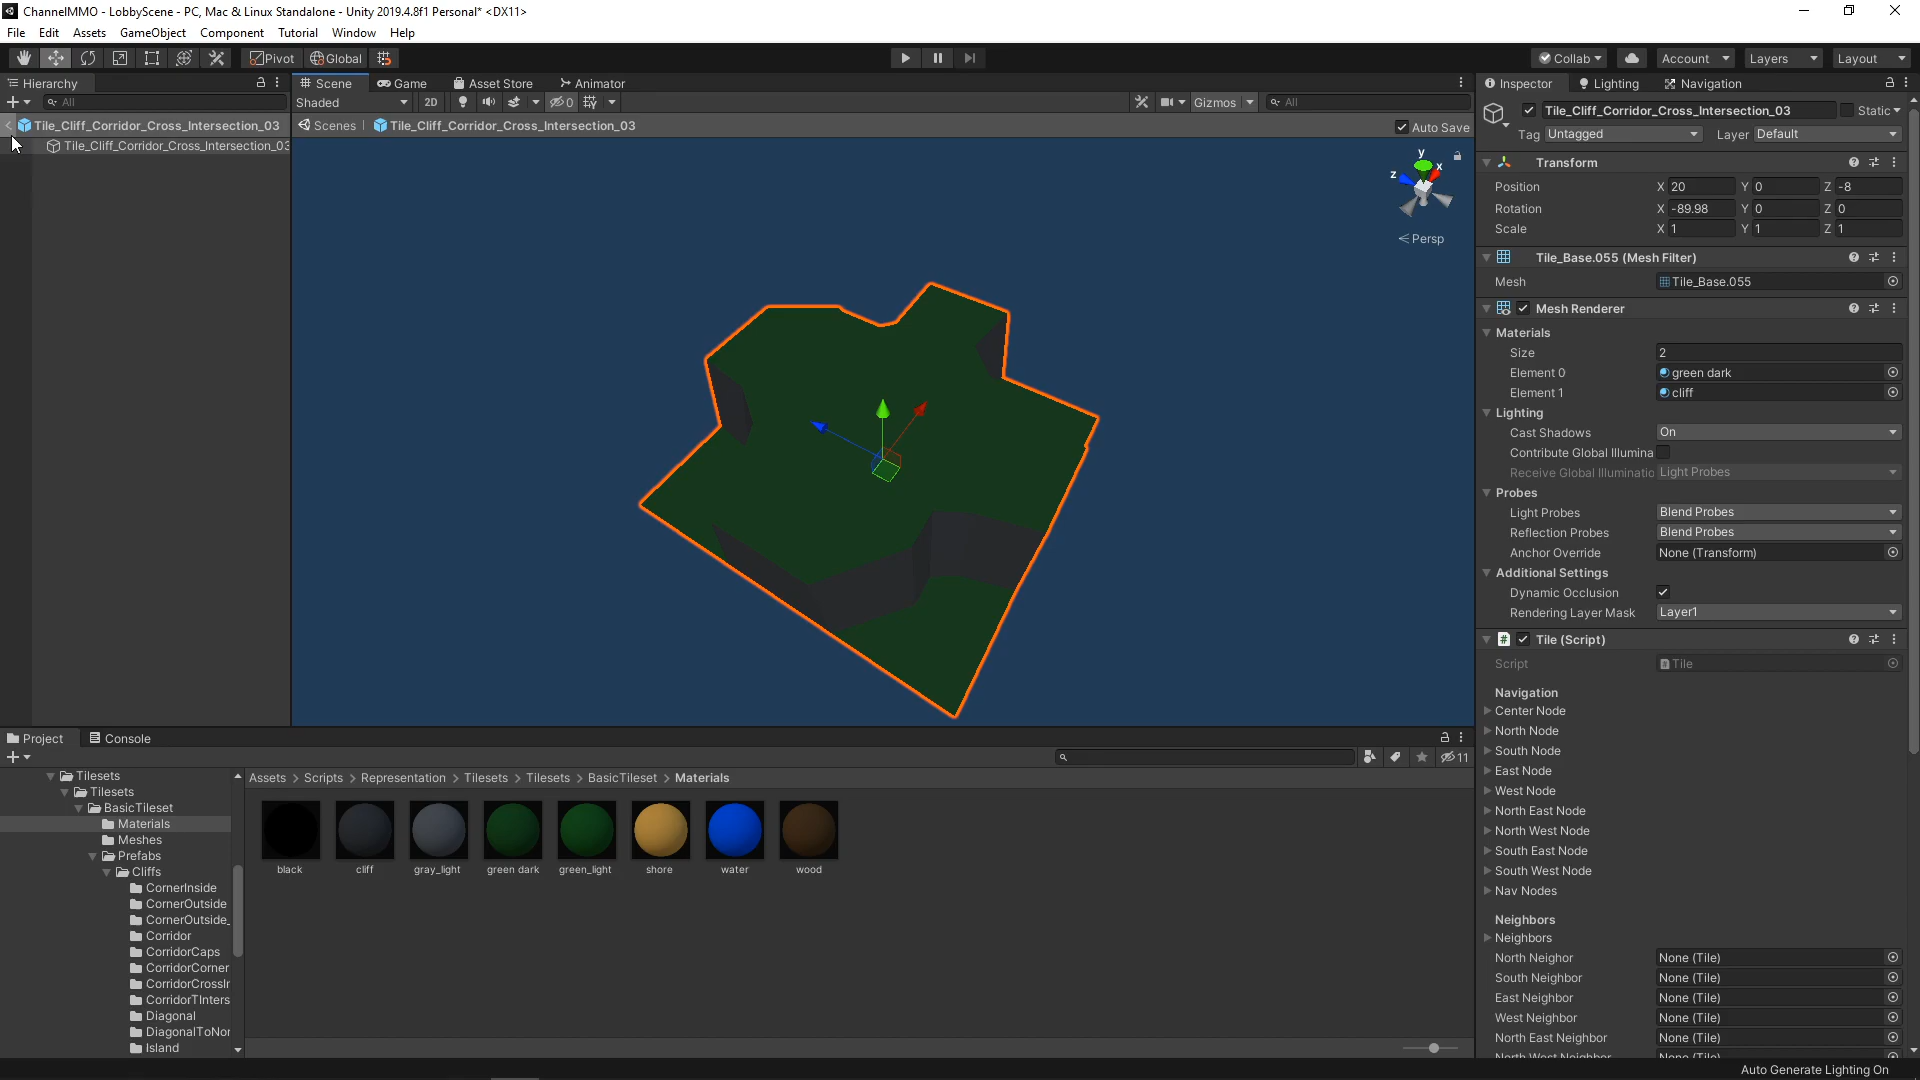 ChannelMMO - LobbyScene - PC, Mac & Linux Standalone - Unity 2019.4.8f1 Personal* <DX11>
File Edit Assets GameObject Component Tutorial Window Help
Pivot Global Collab Account Layers Layout
Hierarchy
All
Tile_Cliff_Corridor_Cross_Intersection_03
Tile_Cliff_Corridor_Cross_Intersection_03
Scene Game Asset Store Animator
Shaded 2D 0 Gizmos All
Scenes Tile_Cliff_Corridor_Cross_Intersection_03 Auto Save
y
x
z
Persp
Inspector Lighting Navigation
Tile_Cliff_Corridor_Cross_Intersection_03 Static
Tag Untagged Layer Default
Transform
Position X 20 Y 0 Z -8
Rotation X -89.98 Y 0 Z 0
Scale X 1 Y 1 Z 1
Tile_Base.055 (Mesh Filter)
Mesh Tile_Base.055
Mesh Renderer
Materials
Size 2
Element 0 green dark
Element 1 cliff
Lighting
Cast Shadows On
Contribute Global Illumina
Receive Global Illuminatio Light Probes
Probes
Light Probes Blend Probes
Reflection Probes Blend Probes
Anchor Override None (Transform)
Additional Settings
Dynamic Occlusion
Rendering Layer Mask Layer1
Tile (Script)
Script Tile
Navigation
Center Node
North Node
South Node
East Node
West Node
North East Node
North West Node
South East Node
South West Node
Nav Nodes
Neighbors
Neighbors
North Neighor None (Tile)
South Neighbor None (Tile)
East Neighbor None (Tile)
West Neighbor None (Tile)
North East Neighbor None (Tile)
North West Neighbor None (Tile)
Project Console
11
Tilesets
Tilesets
BasicTileset
Materials
Meshes
Prefabs
Cliffs
CornerInside
CornerOutside
CornerOutside_
Corridor
CorridorCaps
CorridorCorner
CorridorCrossIr
CorridorTInters
Diagonal
DiagonalToNor
Island
Assets > Scripts > Representation > Tilesets > Tilesets > BasicTileset > Materials
black cliff gray_light green dark green_light shore water wood
Auto Generate Lighting On